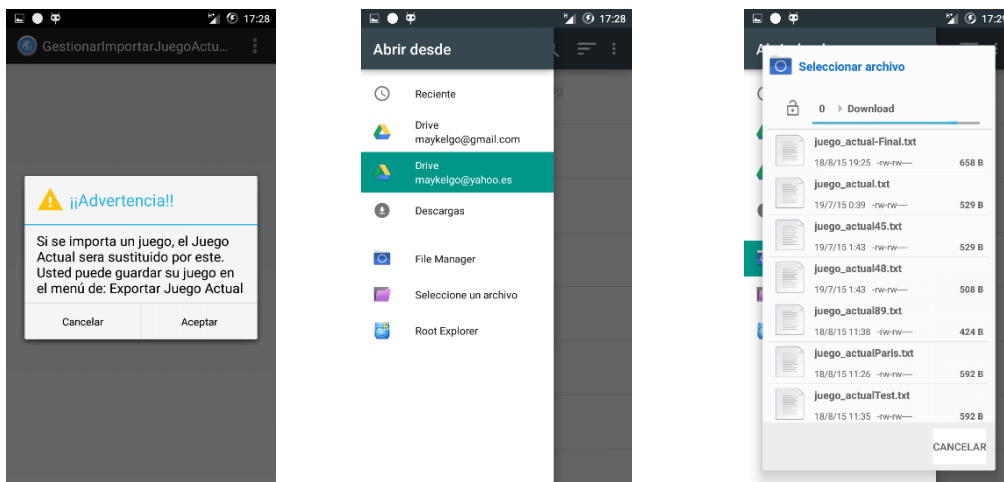 17:28
GestionarImportarJuegoActu...
¡¡Advertencia!!
Si se importa un juego, el Juego
Actual sera sustituido por este.
Usted puede guardar su juego en
el menú de: Exportar Juego Actual
Cancelar Aceptar
17:28
Abrir desde
Reciente
Drive
maykelgo@gmail.com
Drive
maykelgo@yahoo.es
Descargas
File Manager
Seleccione un archivo
Root Explorer
17:29
Seleccionar archivo
0 Download
juego_actual-Final.txt
18/8/15 19:25 -rw-rw---- 658 B
juego_actual.txt
19/7/15 0:39 -rw-rw---- 529 B
juego_actual45.txt
19/7/15 1:43 -rw-rw---- 529 B
juego_actual48.txt
19/7/15 1:43 -rw-rw---- 508 B
juego_actual89.txt
18/8/15 11:38 -rw-rw---- 424 B
juego_actualParis.txt
18/8/15 11:26 -rw-rw---- 592 B
juego_actualTest.txt
18/8/15 11:35 -rw-rw---- 592 B
CANCELAR